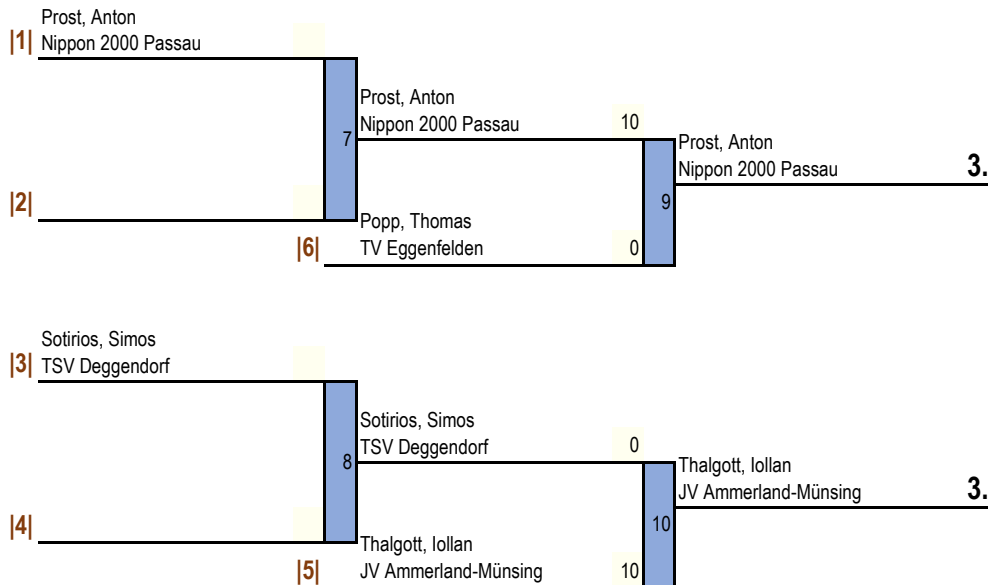 Prost, Anton
|1| Nippon 2000 Passau
Prost, Anton
Nippon 2000 Passau 10
7
Prost, Anton
Nippon 2000 Passau 3.
9
|2|
Popp, Thomas
|6| TV Eggenfelden 0
Sotirios, Simos
|3| TSV Deggendorf
Sotirios, Simos
TSV Deggendorf 0
8
Thalgott, Iollan
JV Ammerland-Münsing 3.
10
|4|
Thalgott, Iollan
|5| JV Ammerland-Münsing 10